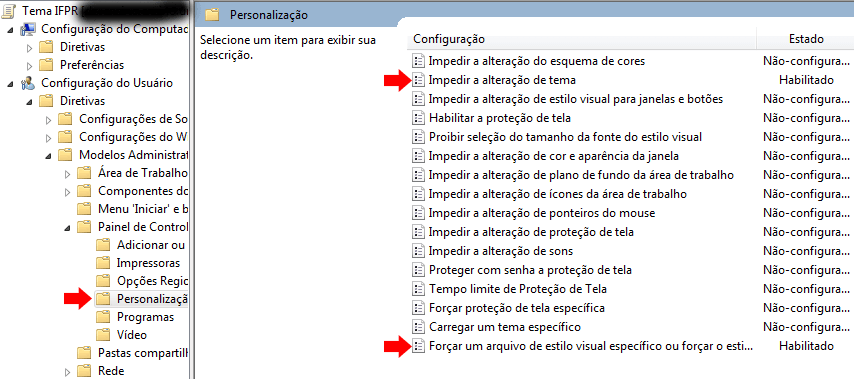 Tema IFPR
Configuração do Computa
Diretivas
Preferências
Configuração do Usuário
Diretivas
Configurações de So
Configurações do W
Modelos Administrat
Área de Trabalho
Componentes do
Menu 'Iniciar' e b
Painel de Control
Adicionar ou
Impressoras
Opções Regio
Personalizaçã
Programas
Vídeo
Pastas compartilh
Rede
Personalização
Selecione um item para exibir sua
descrição.
Configuração Estado
Impedir a alteração do esquema de cores Não-configura...
Impedir a alteração de tema Habilitado
Impedir a alteração de estilo visual para janelas e botões Não-configura...
Habilitar a proteção de tela Não-configura...
Proibir seleção do tamanho da fonte do estilo visual Não-configura...
Impedir a alteração de cor e aparência da janela Não-configura...
Impedir a alteração de plano de fundo da área de trabalho Não-configura...
Impedir a alteração de ícones da área de trabalho Não-configura...
Impedir a alteração de ponteiros do mouse Não-configura...
Impedir a alteração de proteção de tela Não-configura...
Impedir a alteração de sons Não-configura...
Proteger com senha a proteção de tela Não-configura...
Tempo limite de Proteção de Tela Não-configura...
Forçar proteção de tela específica Não-configura...
Carregar um tema específico Não-configura...
Forçar um arquivo de estilo visual específico ou forçar o esti... Habilitado